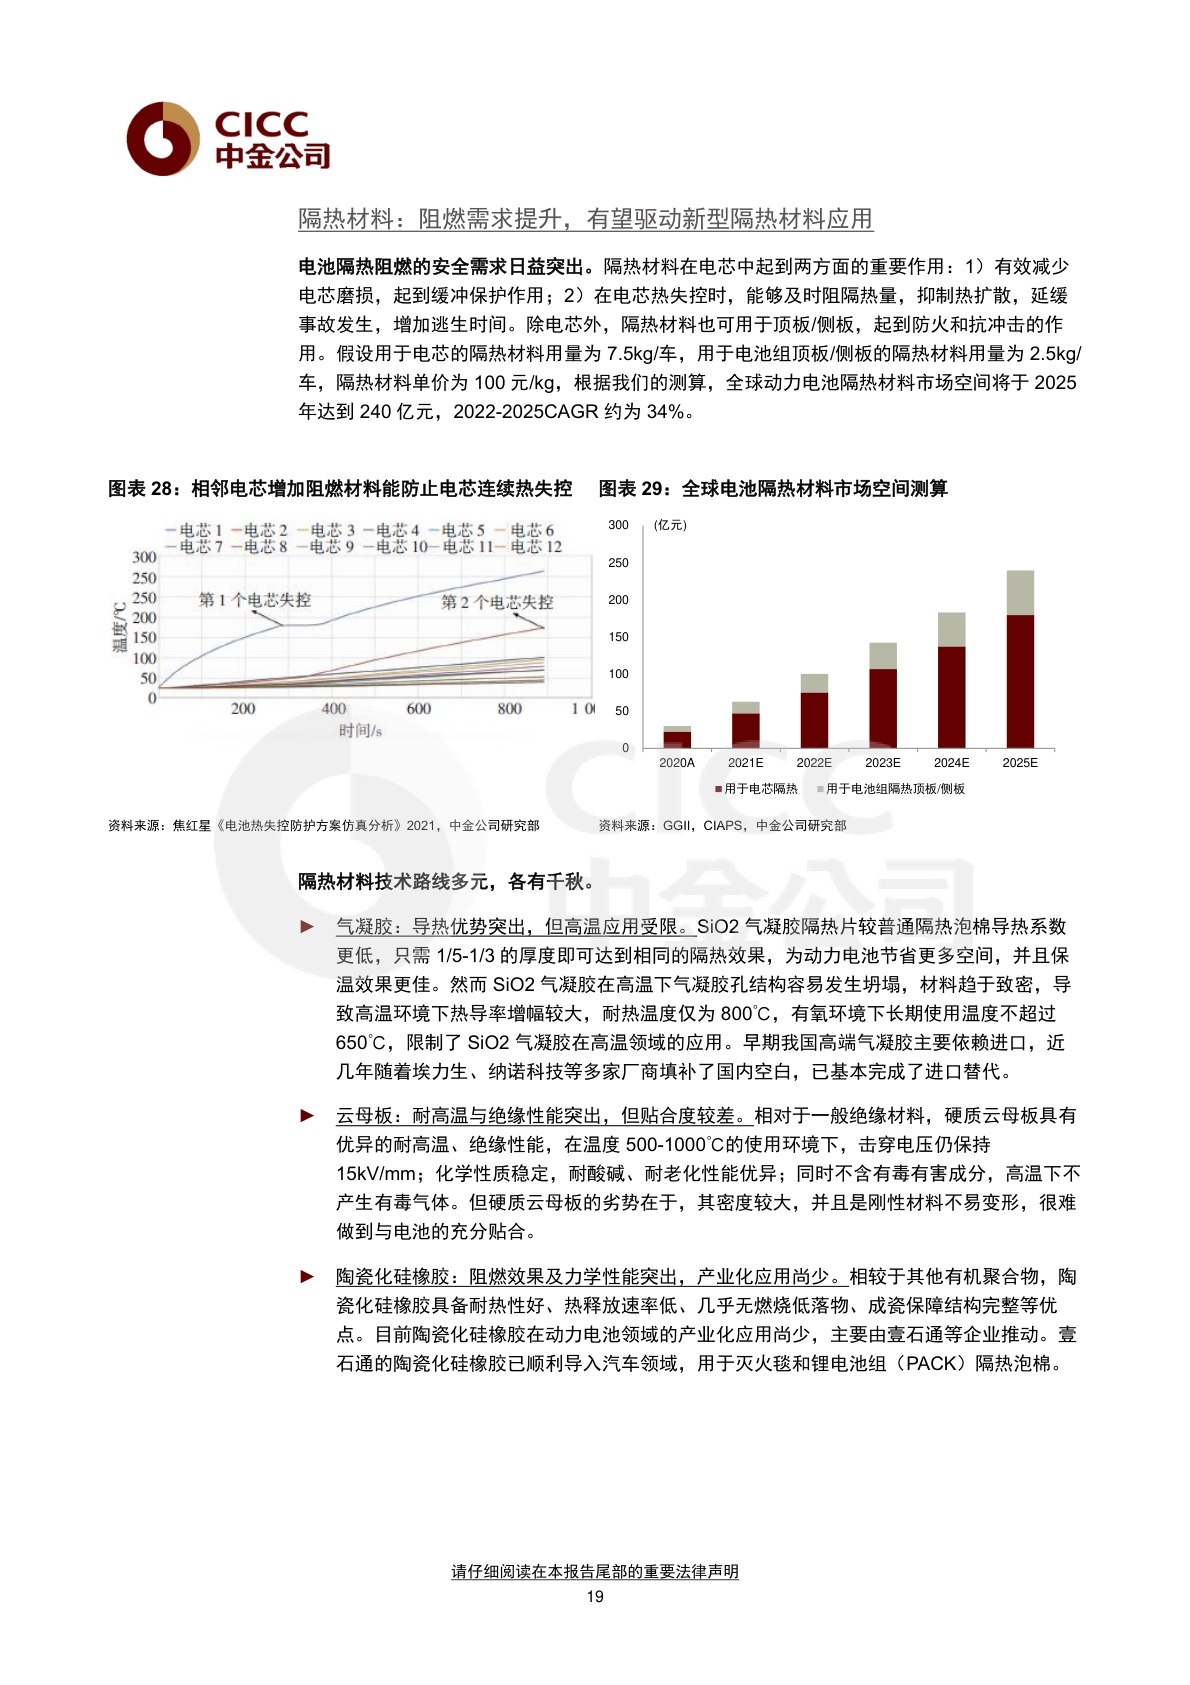 CICC
中金公司
隔热材料：阻燃需求提升，有望驱动新型隔热材料应用
电池隔热阻燃的安全需求日益突出。隔热材料在电芯中起到两方面的重要作用：1）有效减少
电芯磨损，起到缓冲保护作用；2）在电芯热失控时，能够及时阻隔热量，抑制热扩散，延缓
事故发生，增加逃生时间。除电芯外，隔热材料也可用于顶板/侧板，起到防火和抗冲击的作
用。假设用于电芯的隔热材料用量为 7.5kg/车，用于电池组顶板/侧板的隔热材料用量为 2.5kg/
车，隔热材料单价为 100 元/kg，根据我们的测算，全球动力电池隔热材料市场空间将于 2025
年达到 240 亿元，2022-2025CAGR 约为 34%。
图表 28：相邻电芯增加阻燃材料能防止电芯连续热失控
电芯 1 电芯 2 电芯 3 电芯 4 电芯 5 电芯 6
电芯 7 电芯 8 电芯 9 电芯 10 电芯 11 电芯 12
300
250
250
200
150
100
50
0
温度/℃
第 1 个电芯失控
第 2 个电芯失控
200 400 600 800 1 00
时间/s
资料来源：焦红星《电池热失控防护方案仿真分析》2021，中金公司研究部
图表 29：全球电池隔热材料市场空间测算
(亿元)
300
250
200
150
100
50
0
2020A 2021E 2022E 2023E 2024E 2025E
用于电芯隔热 用于电池组隔热顶板/侧板
资料来源：GGII，CIAPS，中金公司研究部
CICC
中金公司
隔热材料技术路线多元，各有千秋。
► 气凝胶：导热优势突出，但高温应用受限。SiO2 气凝胶隔热片较普通隔热泡棉导热系数
更低，只需 1/5-1/3 的厚度即可达到相同的隔热效果，为动力电池节省更多空间，并且保
温效果更佳。然而 SiO2 气凝胶在高温下气凝胶孔结构容易发生坍塌，材料趋于致密，导
致高温环境下热导率增幅较大，耐热温度仅为 800℃，有氧环境下长期使用温度不超过
650℃，限制了 SiO2 气凝胶在高温领域的应用。早期我国高端气凝胶主要依赖进口，近
几年随着埃力生、纳诺科技等多家厂商填补了国内空白，已基本完成了进口替代。
► 云母板：耐高温与绝缘性能突出，但贴合度较差。相对于一般绝缘材料，硬质云母板具有
优异的耐高温、绝缘性能，在温度 500-1000℃的使用环境下，击穿电压仍保持
15kV/mm；化学性质稳定，耐酸碱、耐老化性能优异；同时不含有毒有害成分，高温下不
产生有毒气体。但硬质云母板的劣势在于，其密度较大，并且是刚性材料不易变形，很难
做到与电池的充分贴合。
► 陶瓷化硅橡胶：阻燃效果及力学性能突出，产业化应用尚少。相较于其他有机聚合物，陶
瓷化硅橡胶具备耐热性好、热释放速率低、几乎无燃烧低落物、成瓷保障结构完整等优
点。目前陶瓷化硅橡胶在动力电池领域的产业化应用尚少，主要由壹石通等企业推动。壹
石通的陶瓷化硅橡胶已顺利导入汽车领域，用于灭火毯和锂电池组（PACK）隔热泡棉。
请仔细阅读在本报告尾部的重要法律声明
19